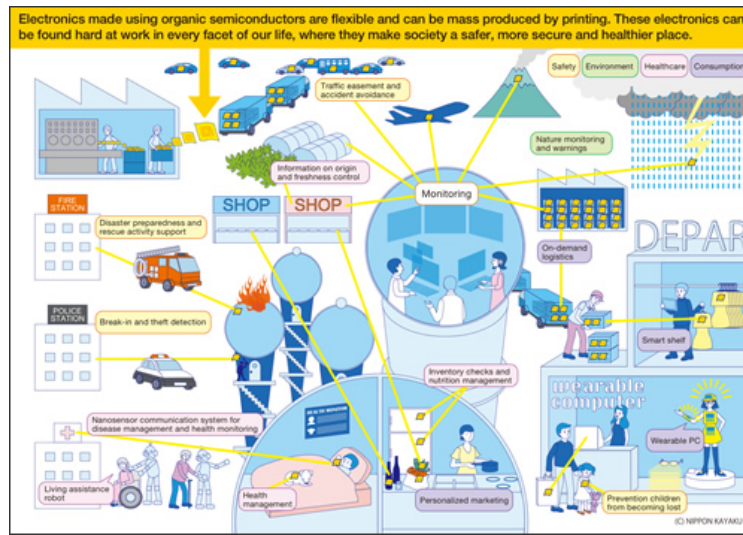 Electronics made using organic semiconductors are flexible and can be mass produced by printing. These electronics can
be found hard at work in every facet of our life, where they make society a safer, more secure and healthier place.
Safety
Environment
Healthcare
Consumption
Traffic easement and
accident avoidance
Nature monitoring
and warnings
Information on origin
and freshness control
Monitoring
FIRE
STATION
SHOP
SHOP
Disaster preparedness and
rescue activity support
On-demand
logistics
DEPAR
POLICE
STATION
Break-in and theft detection
Smart shelf
Inventory checks and
nutrition management
wearable
computer
Nanosensor communication system for
disease management and health monitoring
HEALTH MONITOR
Wearable PC
Living assistance
robot
Health
management
Personalized marketing
Prevention children
from becoming lost
(C) NIPPON KAYAKU